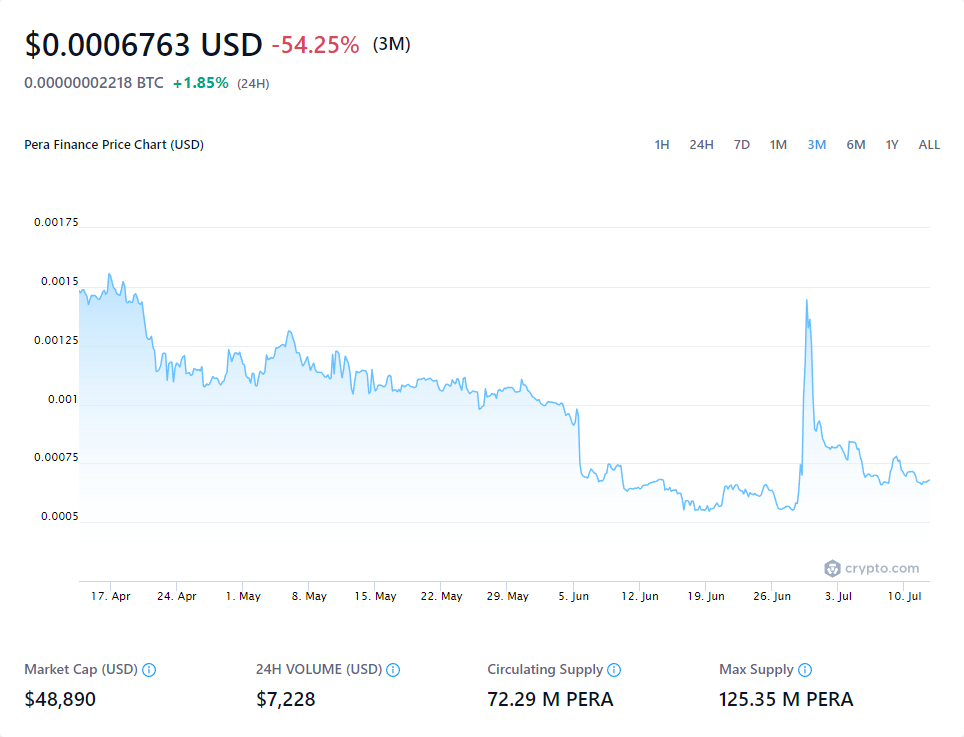 $0.0006763 USD -54.25% (3M)
0.00000002218 BTC +1.85% (24H)
Pera Finance Price Chart (USD)
1H 24H 7D 1M 3M 6M 1Y ALL
0.00175
0.0015
0.00125
0.001
0.00075
0.0005
crypto.com
17. Apr 24. Apr 1. May 8. May 15. May 22. May 29. May 5. Jun 12. Jun 19. Jun 26. Jun 3. Jul 10. Jul
Market Cap (USD) 24H VOLUME (USD) Circulating Supply Max Supply
$48,890 $7,228 72.29 M PERA 125.35 M PERA